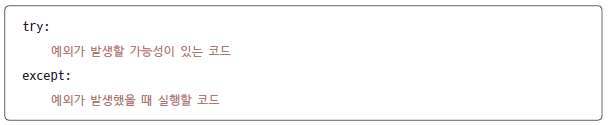 try:
예외가 발생할 가능성이 있는 코드
except:
예외가 발생했을 때 실행할 코드